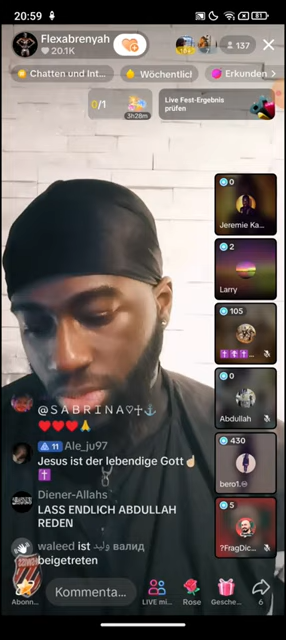 20:59
81
Flexabrenyah
20.1K
137
Chatten und Int...
Wöchentlicl
Erkunden
0/1
3h28m
Live Fest-Ergebnis
prüfen
0
Jeremie Ka...
2
Larry
105
0
Abdullah
430
bero1.♾
5
?FragDic...
@S A B R I N A♡✝⚓
❤❤❤🙏
11 Ale_ju97
Jesus ist der lebendige Gott☝
✝
Diener-Allahs
LASS ENDLICH ABDULLAH
REDEN
waleed ist وليد валид
beigetreten
Abonn...
Kommenta...
LIVE mi...
Rose
Gesche...
6